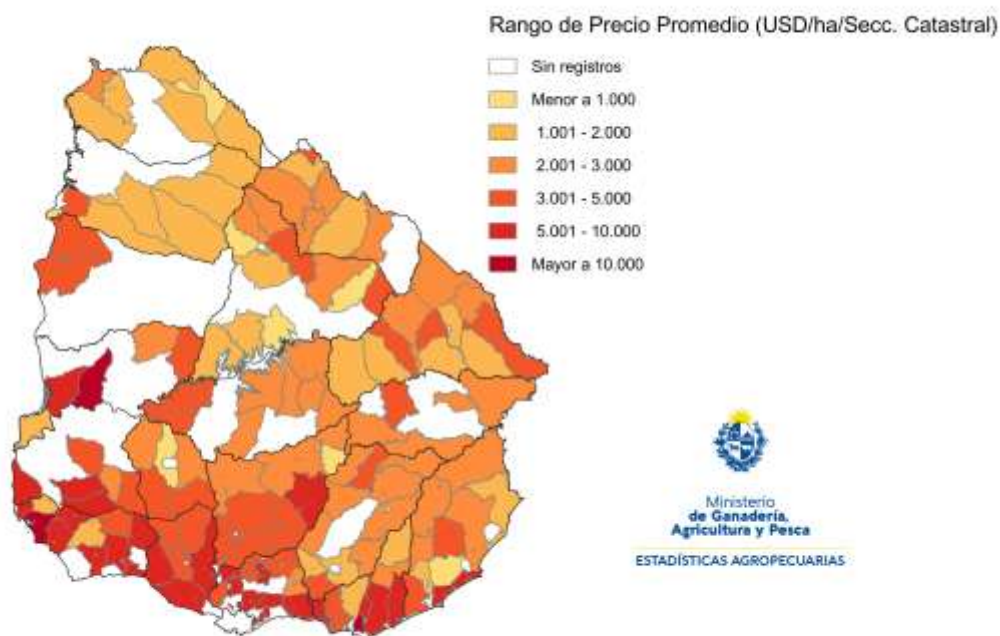 Rango de Precio Promedio (USD/ha/Secc. Catastral)
Sin registros
Menor a 1.000
1.001 - 2.000
2.001 - 3.000
3.001 - 5.000
5.001 - 10.000
Mayor a 10.000
Ministerio
de Ganadería,
Agricultura y Pesca
ESTADÍSTICAS AGROPECUARIAS